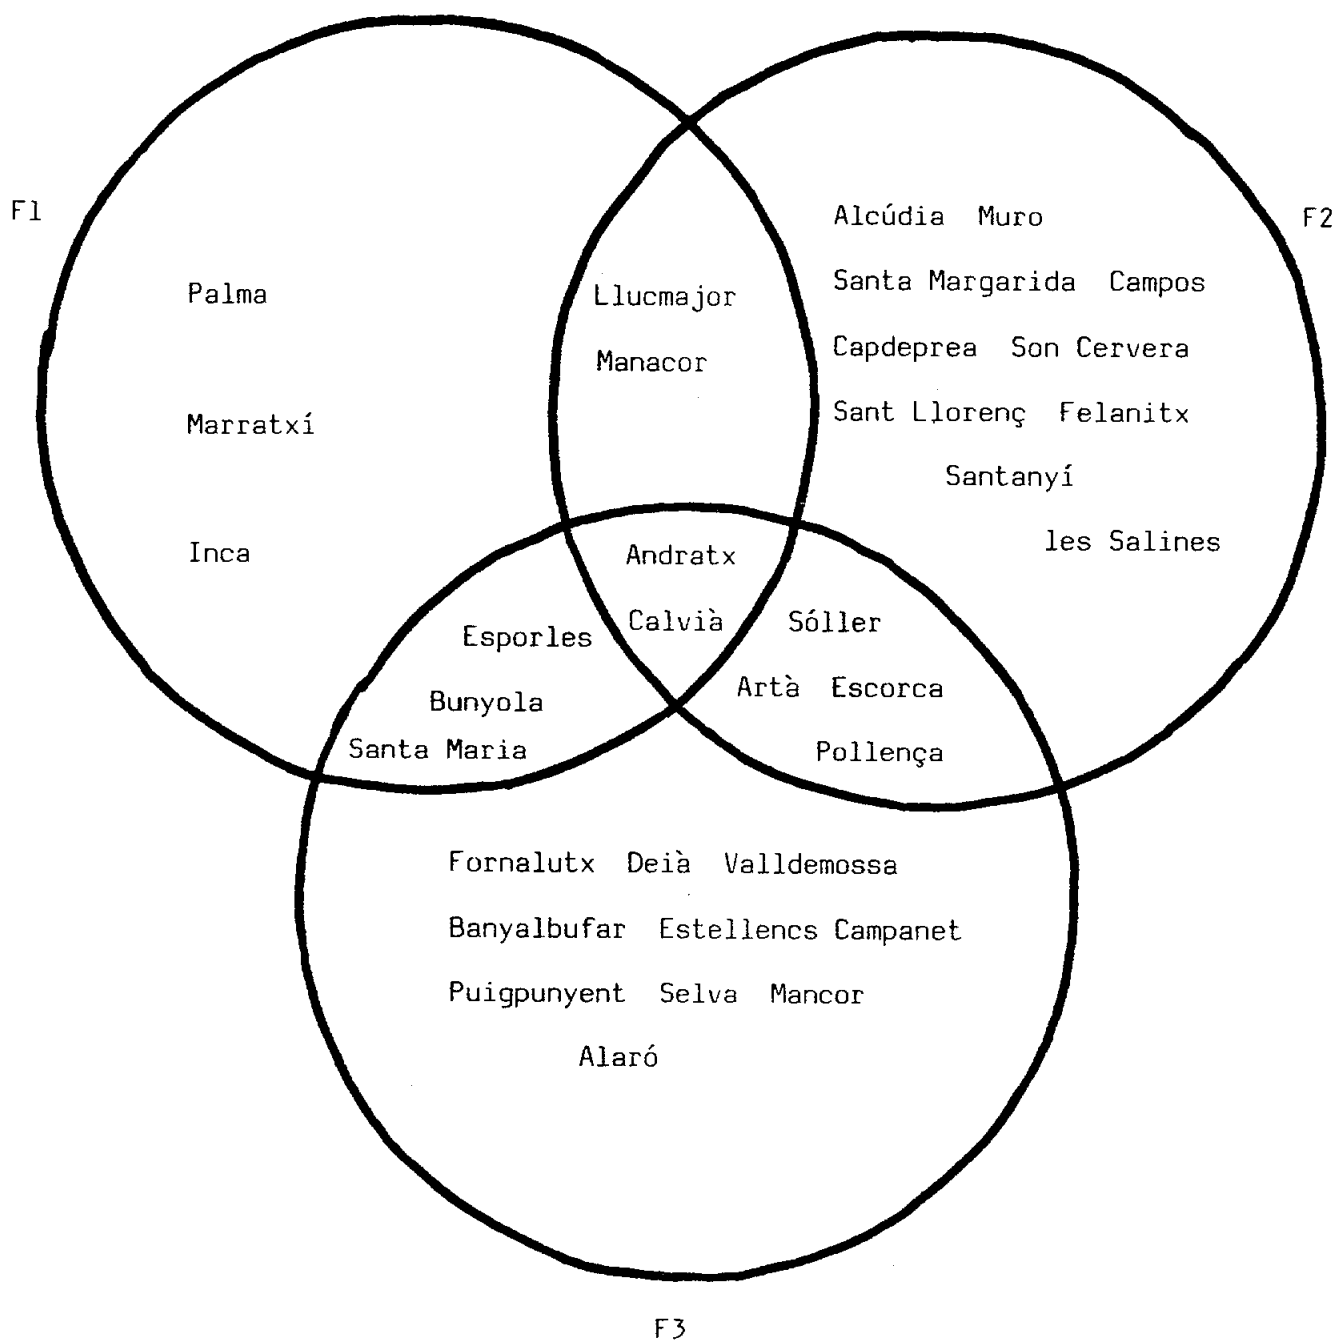 F1
F2
Palma
Marratxí
Inca
Llucmajor
Manacor
Alcúdia Muro
Santa Margarida Campos
Capdeprea Son Cervera
Sant Llorenç Felanitx
Santanyí
les Salines
Andratx
Calvià
Esporles
Bunyola
Santa Maria
Sóller
Artà Escorca
Pollença
Fornalutx Deià Valldemossa
Banyalbufar Estellencs Campanet
Puigpunyent Selva Mancor
Alaró
F3